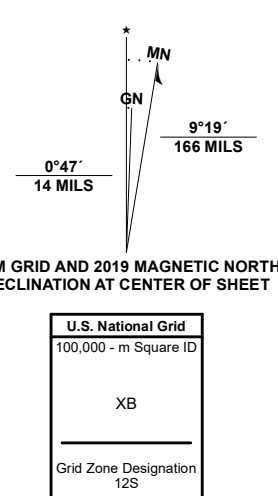 ★
MN
GN
9°19´
166 MILS
0°47´
14 MILS
M GRID AND 2019 MAGNETIC NORTH
ECLINATION AT CENTER OF SHEET
U.S. National Grid
100,000 - m Square ID
XB
Grid Zone Designation
12S